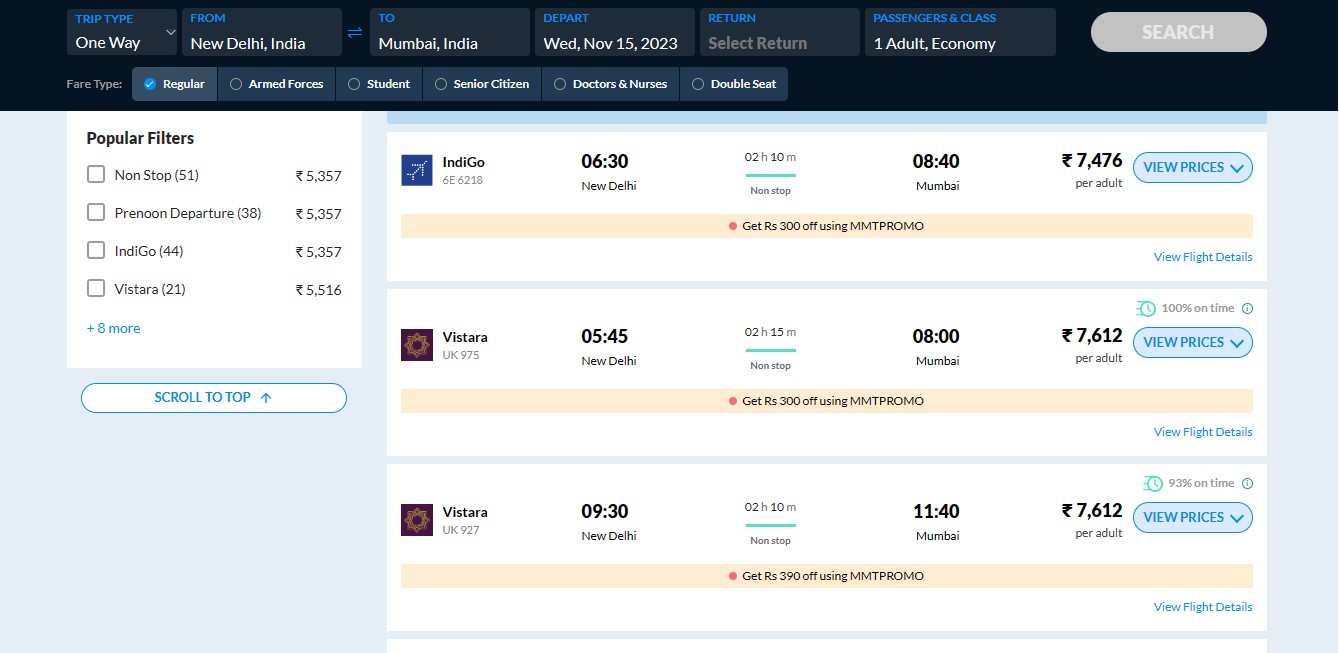 TRIP TYPE
One Way
FROM
New Delhi, India
TO
Mumbai, India
DEPART
Wed, Nov 15, 2023
RETURN
Select Return
PASSENGERS & CLASS
1 Adult, Economy
SEARCH
Fare Type: Regular Armed Forces Student Senior Citizen Doctors & Nurses Double Seat
Popular Filters
Non Stop (51) ₹ 5,357
Prenoon Departure (38) ₹ 5,357
IndiGo (44) ₹ 5,357
Vistara (21) ₹ 5,516
+ 8 more
SCROLL TO TOP
IndiGo
6E 6218
06:30
New Delhi
02 h 10 m
Non stop
08:40
Mumbai
₹ 7,476
per adult
VIEW PRICES
Get Rs 300 off using MMTPROMO
View Flight Details
100% on time
Vistara
UK 975
05:45
New Delhi
02 h 15 m
Non stop
08:00
Mumbai
₹ 7,612
per adult
VIEW PRICES
Get Rs 300 off using MMTPROMO
View Flight Details
93% on time
Vistara
UK 927
09:30
New Delhi
02 h 10 m
Non stop
11:40
Mumbai
₹ 7,612
per adult
VIEW PRICES
Get Rs 390 off using MMTPROMO
View Flight Details